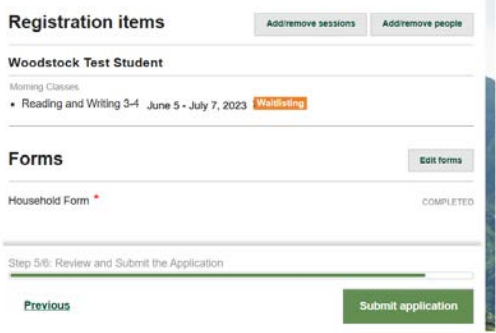 Registration items
Add/remove sessions
Add/remove people
Woodstock Test Student
Morning Classes
• Reading and Writing 3-4 June 5 - July 7, 2023 Waitlisting
Forms
Edit forms
Household Form *
COMPLETED
Step 5/6: Review and Submit the Application
Previous
Submit application